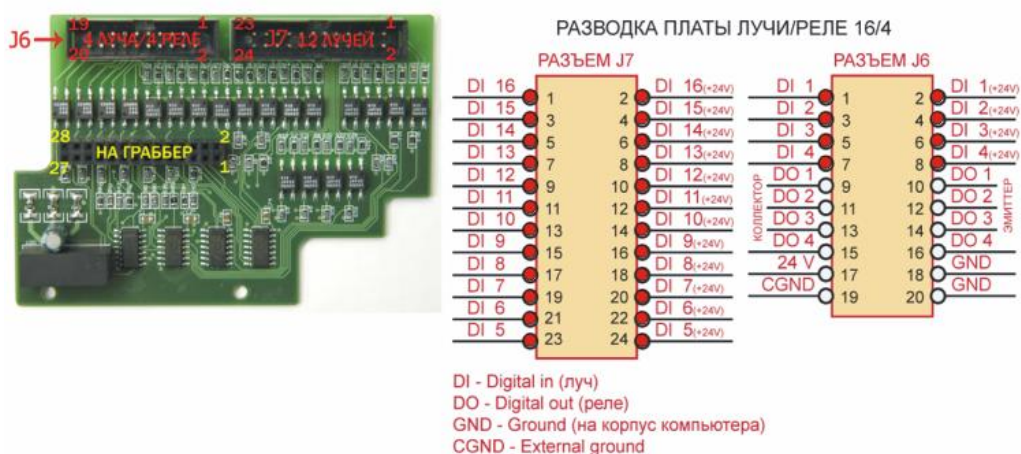 19 1 23 1
J6 4 ЛУЧА/4 РЕЛЕ J7 12 ЛУЧЕЙ
20 2 24 2
28 2
НА ГРАББЕР
27 1
РАЗВОДКА ПЛАТЫ ЛУЧИ/РЕЛЕ 16/4
РАЗЪЕМ J7
DI 16 1 2 DI 16(+24V)
DI 15 3 4 DI 15(+24V)
DI 14 5 6 DI 14(+24V)
DI 13 7 8 DI 13(+24V)
DI 12 9 10 DI 12(+24V)
DI 11 11 12 DI 11(+24V)
DI 10 13 14 DI 10(+24V)
DI 9 15 16 DI 9(+24V)
DI 8 17 18 DI 8(+24V)
DI 7 19 20 DI 7(+24V)
DI 6 21 22 DI 6(+24V)
DI 5 23 24 DI 5(+24V)
РАЗЪЕМ J6
DI 1 1 2 DI 1(+24V)
DI 2 3 4 DI 2(+24V)
DI 3 5 6 DI 3(+24V)
DI 4 7 8 DI 4(+24V)
DO 1 9 10 DO 1
DO 2 11 12 DO 2
DO 3 13 14 DO 3
DO 4 15 16 DO 4
24 V 17 18 GND
CGND 19 20 GND
КОЛЛЕКТОР
ЭМИТТЕР
DI - Digital in (луч)
DO - Digital out (реле)
GND - Ground (на корпус компьютера)
CGND - External ground